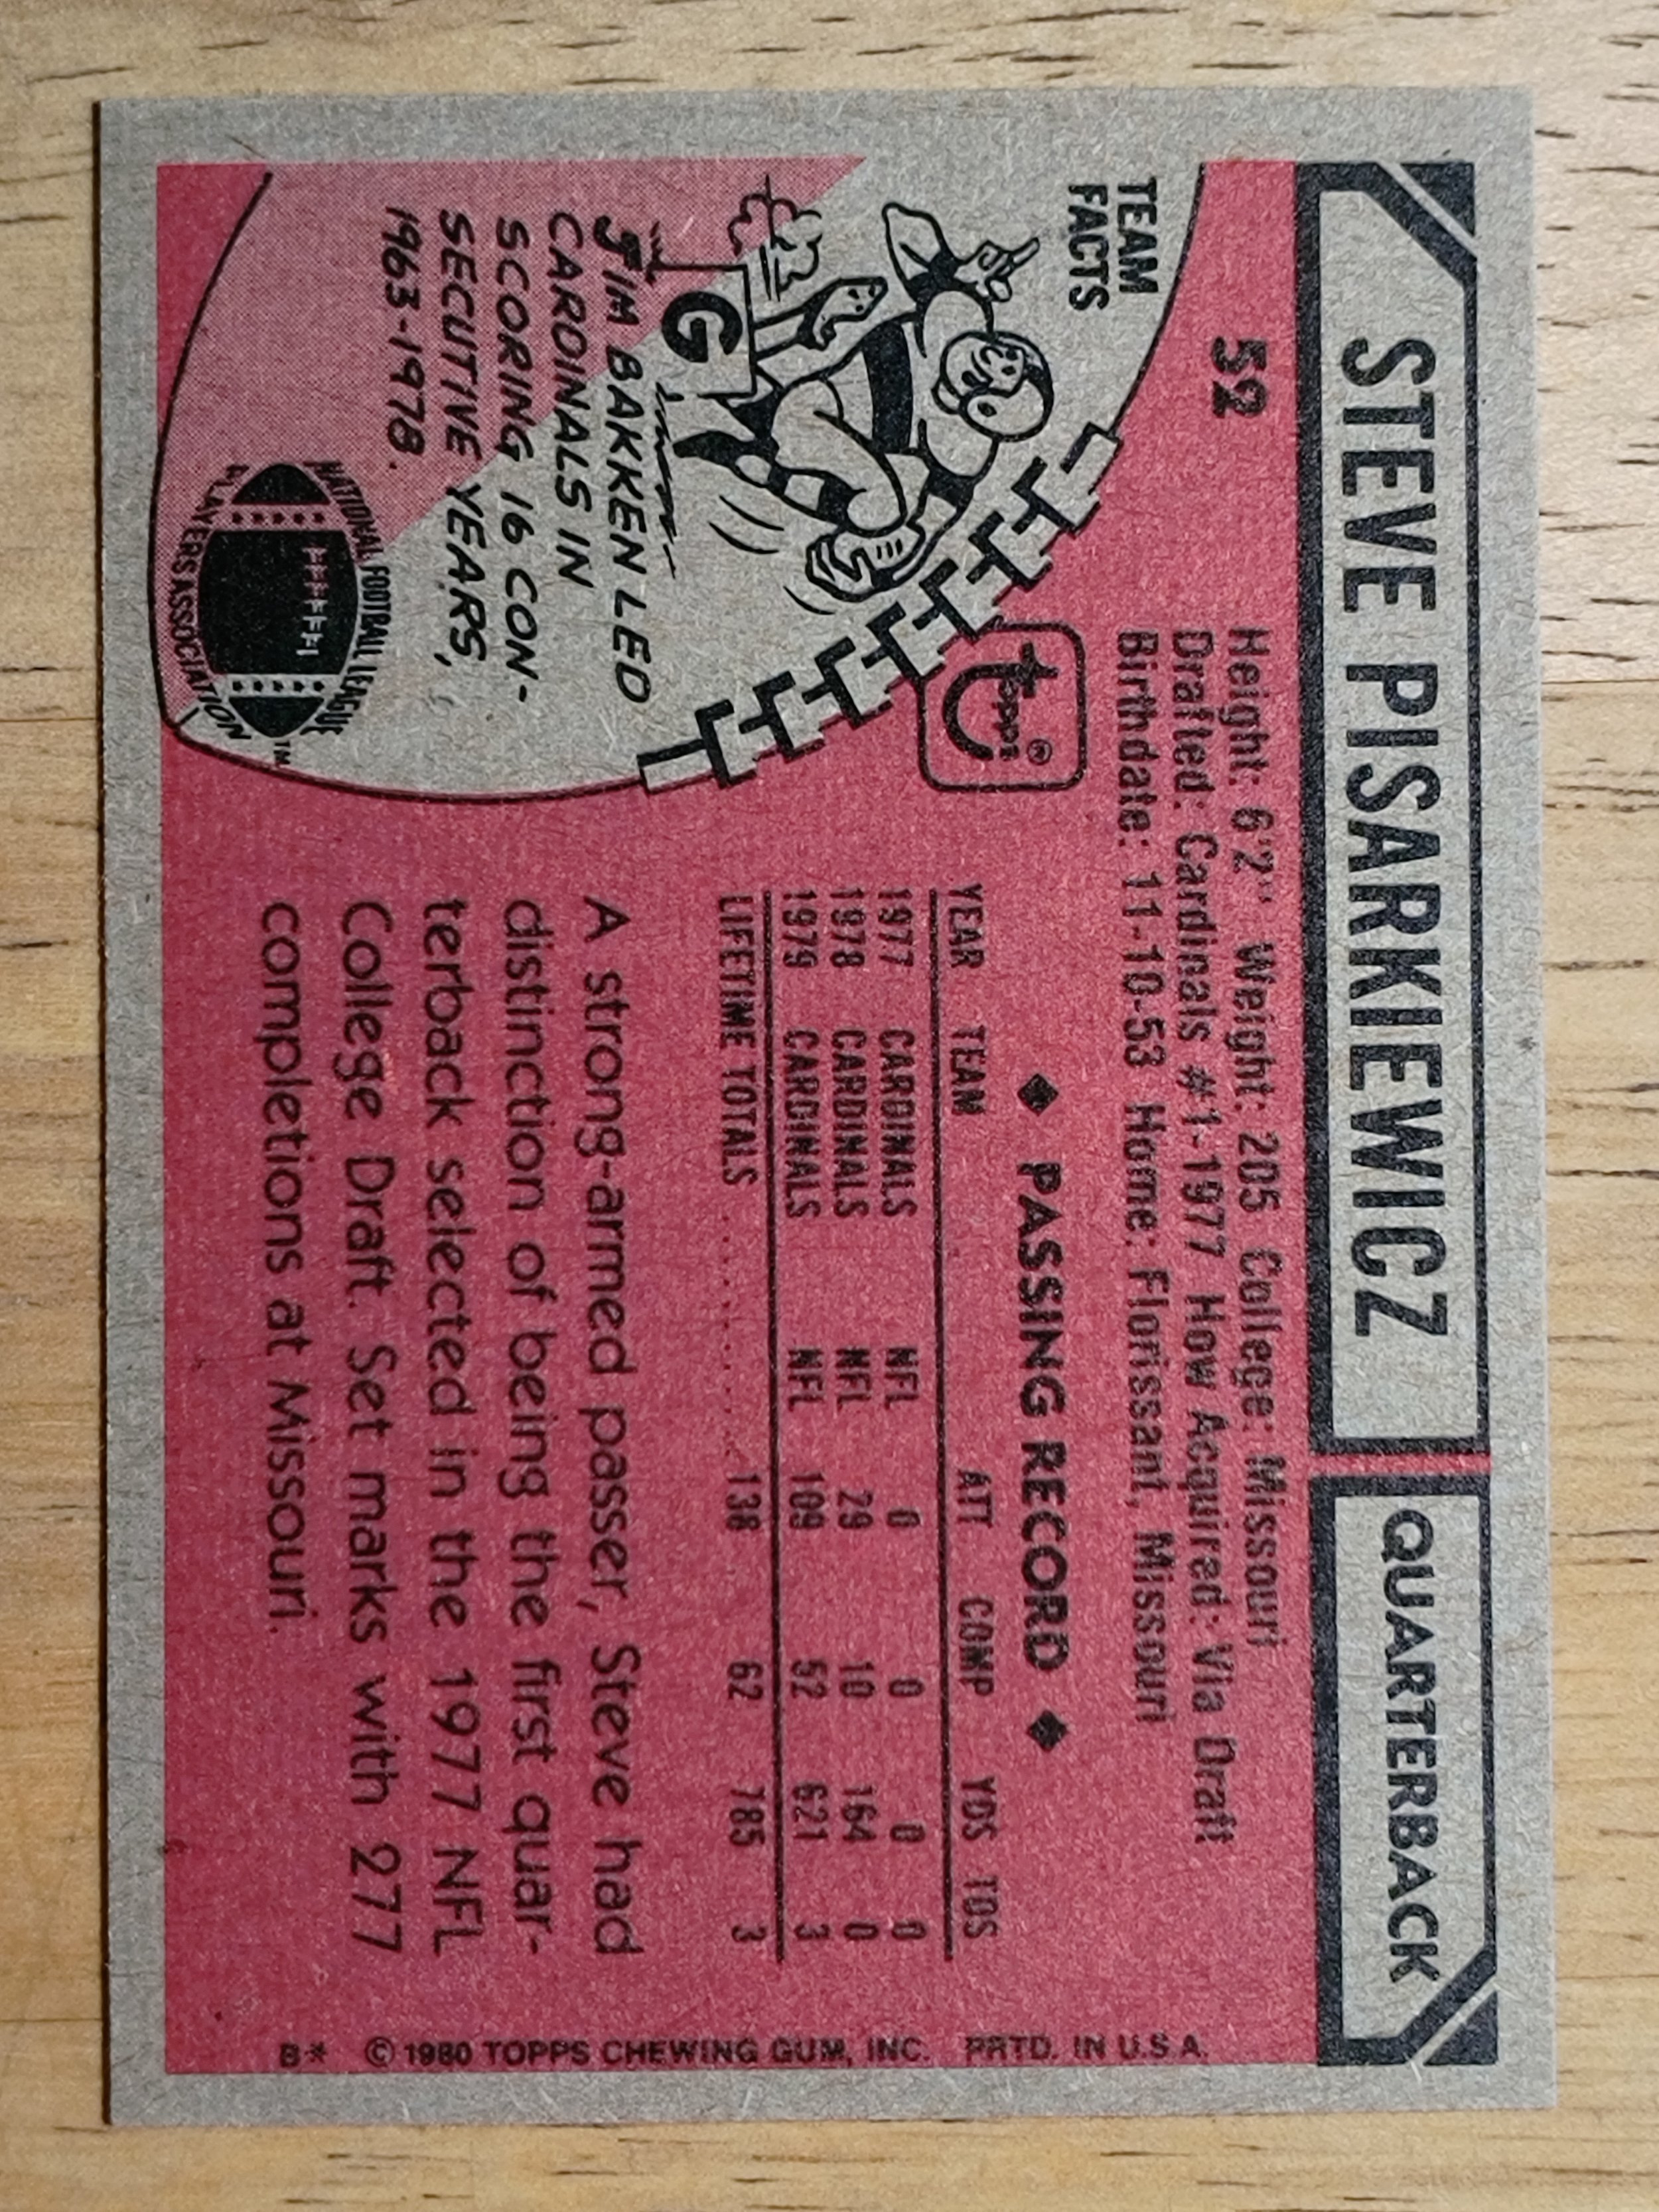 STEVE PISARKIEWICZ QUARTERBACK
52
Height: 6'2" Weight: 205 College: Missouri
Drafted: Cardinals #1-1977 How Acquired: Via Draft
Birthdate: 11-10-53 Home: Florissant, Missouri
topps®
TEAM
FACTS
G
JIM BAKKEN LED
CARDINALS IN
SCORING 16 CON-
SECUTIVE YEARS,
1963-1978.
NATIONAL FOOTBALL LEAGUE
PLAYERS ASSOCIATION
TM
◆ PASSING RECORD ◆
YEAR TEAM ATT COMP YDS TDS
1977 CARDINALS NFL 0 0 0 0
1978 CARDINALS NFL 29 10 164 0
1979 CARDINALS NFL 109 52 621 3
LIFETIME TOTALS .......... 138 62 785 3
A strong-armed passer, Steve had
distinction of being the first quar-
terback selected in the 1977 NFL
College Draft. Set marks with 277
completions at Missouri.
B* © 1980 TOPPS CHEWING GUM, INC. PRTD. IN U.S.A.